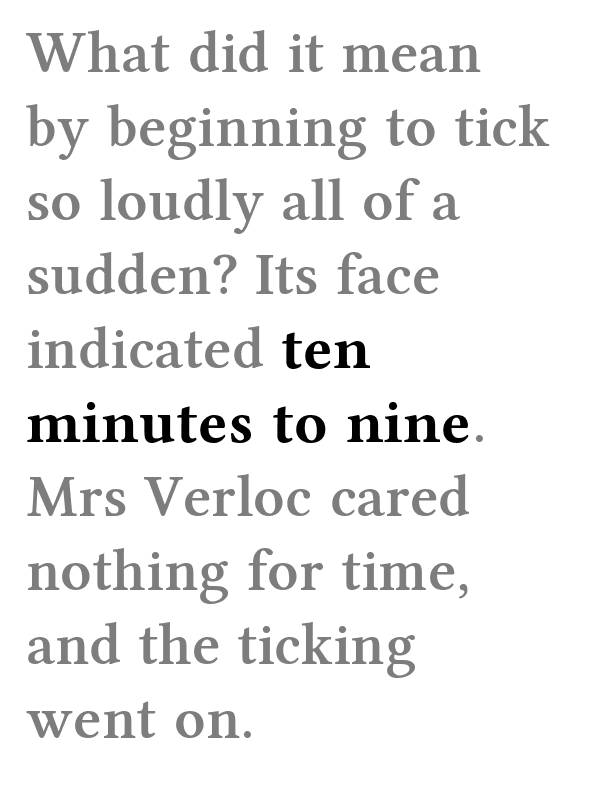 What did it mean
by beginning to tick
so loudly all of a
sudden? Its face
indicated ten
minutes to nine.
Mrs Verloc cared
nothing for time,
and the ticking
went on.